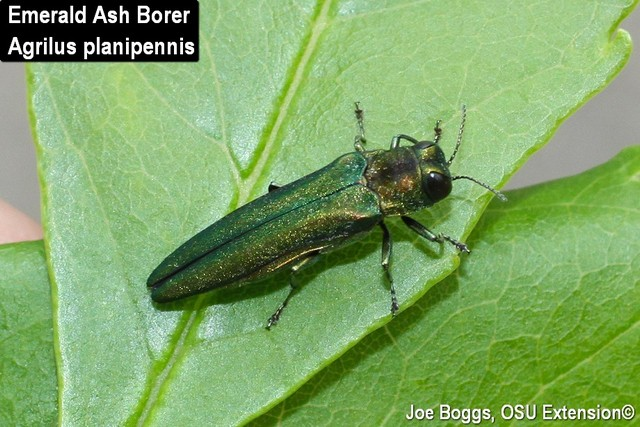 Emerald Ash Borer
Agrilus planipennis
Joe Boggs, OSU Extension©